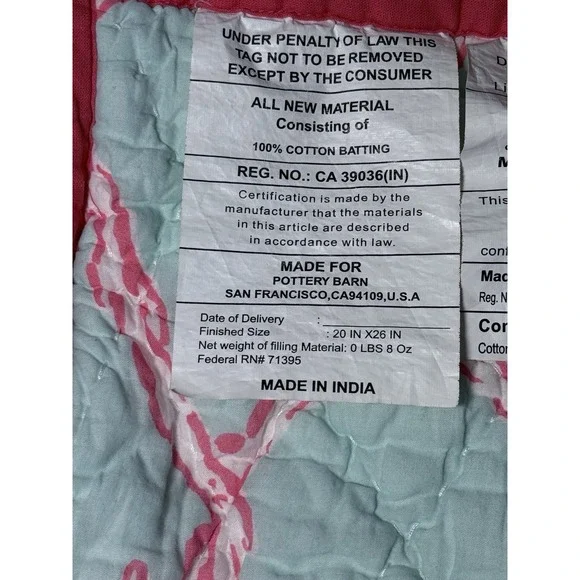 UNDER PENALTY OF LAW THIS
TAG NOT TO BE REMOVED
EXCEPT BY THE CONSUMER
ALL NEW MATERIAL
Consisting of
100% COTTON BATTING
REG. NO.: CA 39036(IN)
Certification is made by the
manufacturer that the materials
in this article are described
in accordance with law.
MADE FOR
POTTERY BARN
SAN FRANCISCO,CA94109,U.S.A
Date of Delivery :
Finished Size : 20 IN X26 IN
Net weight of filling Material: 0 LBS 8 Oz
Federal RN# 71395
MADE IN INDIA
D
Li
M
This
conf
Mad
Reg. N
Con
Cotto